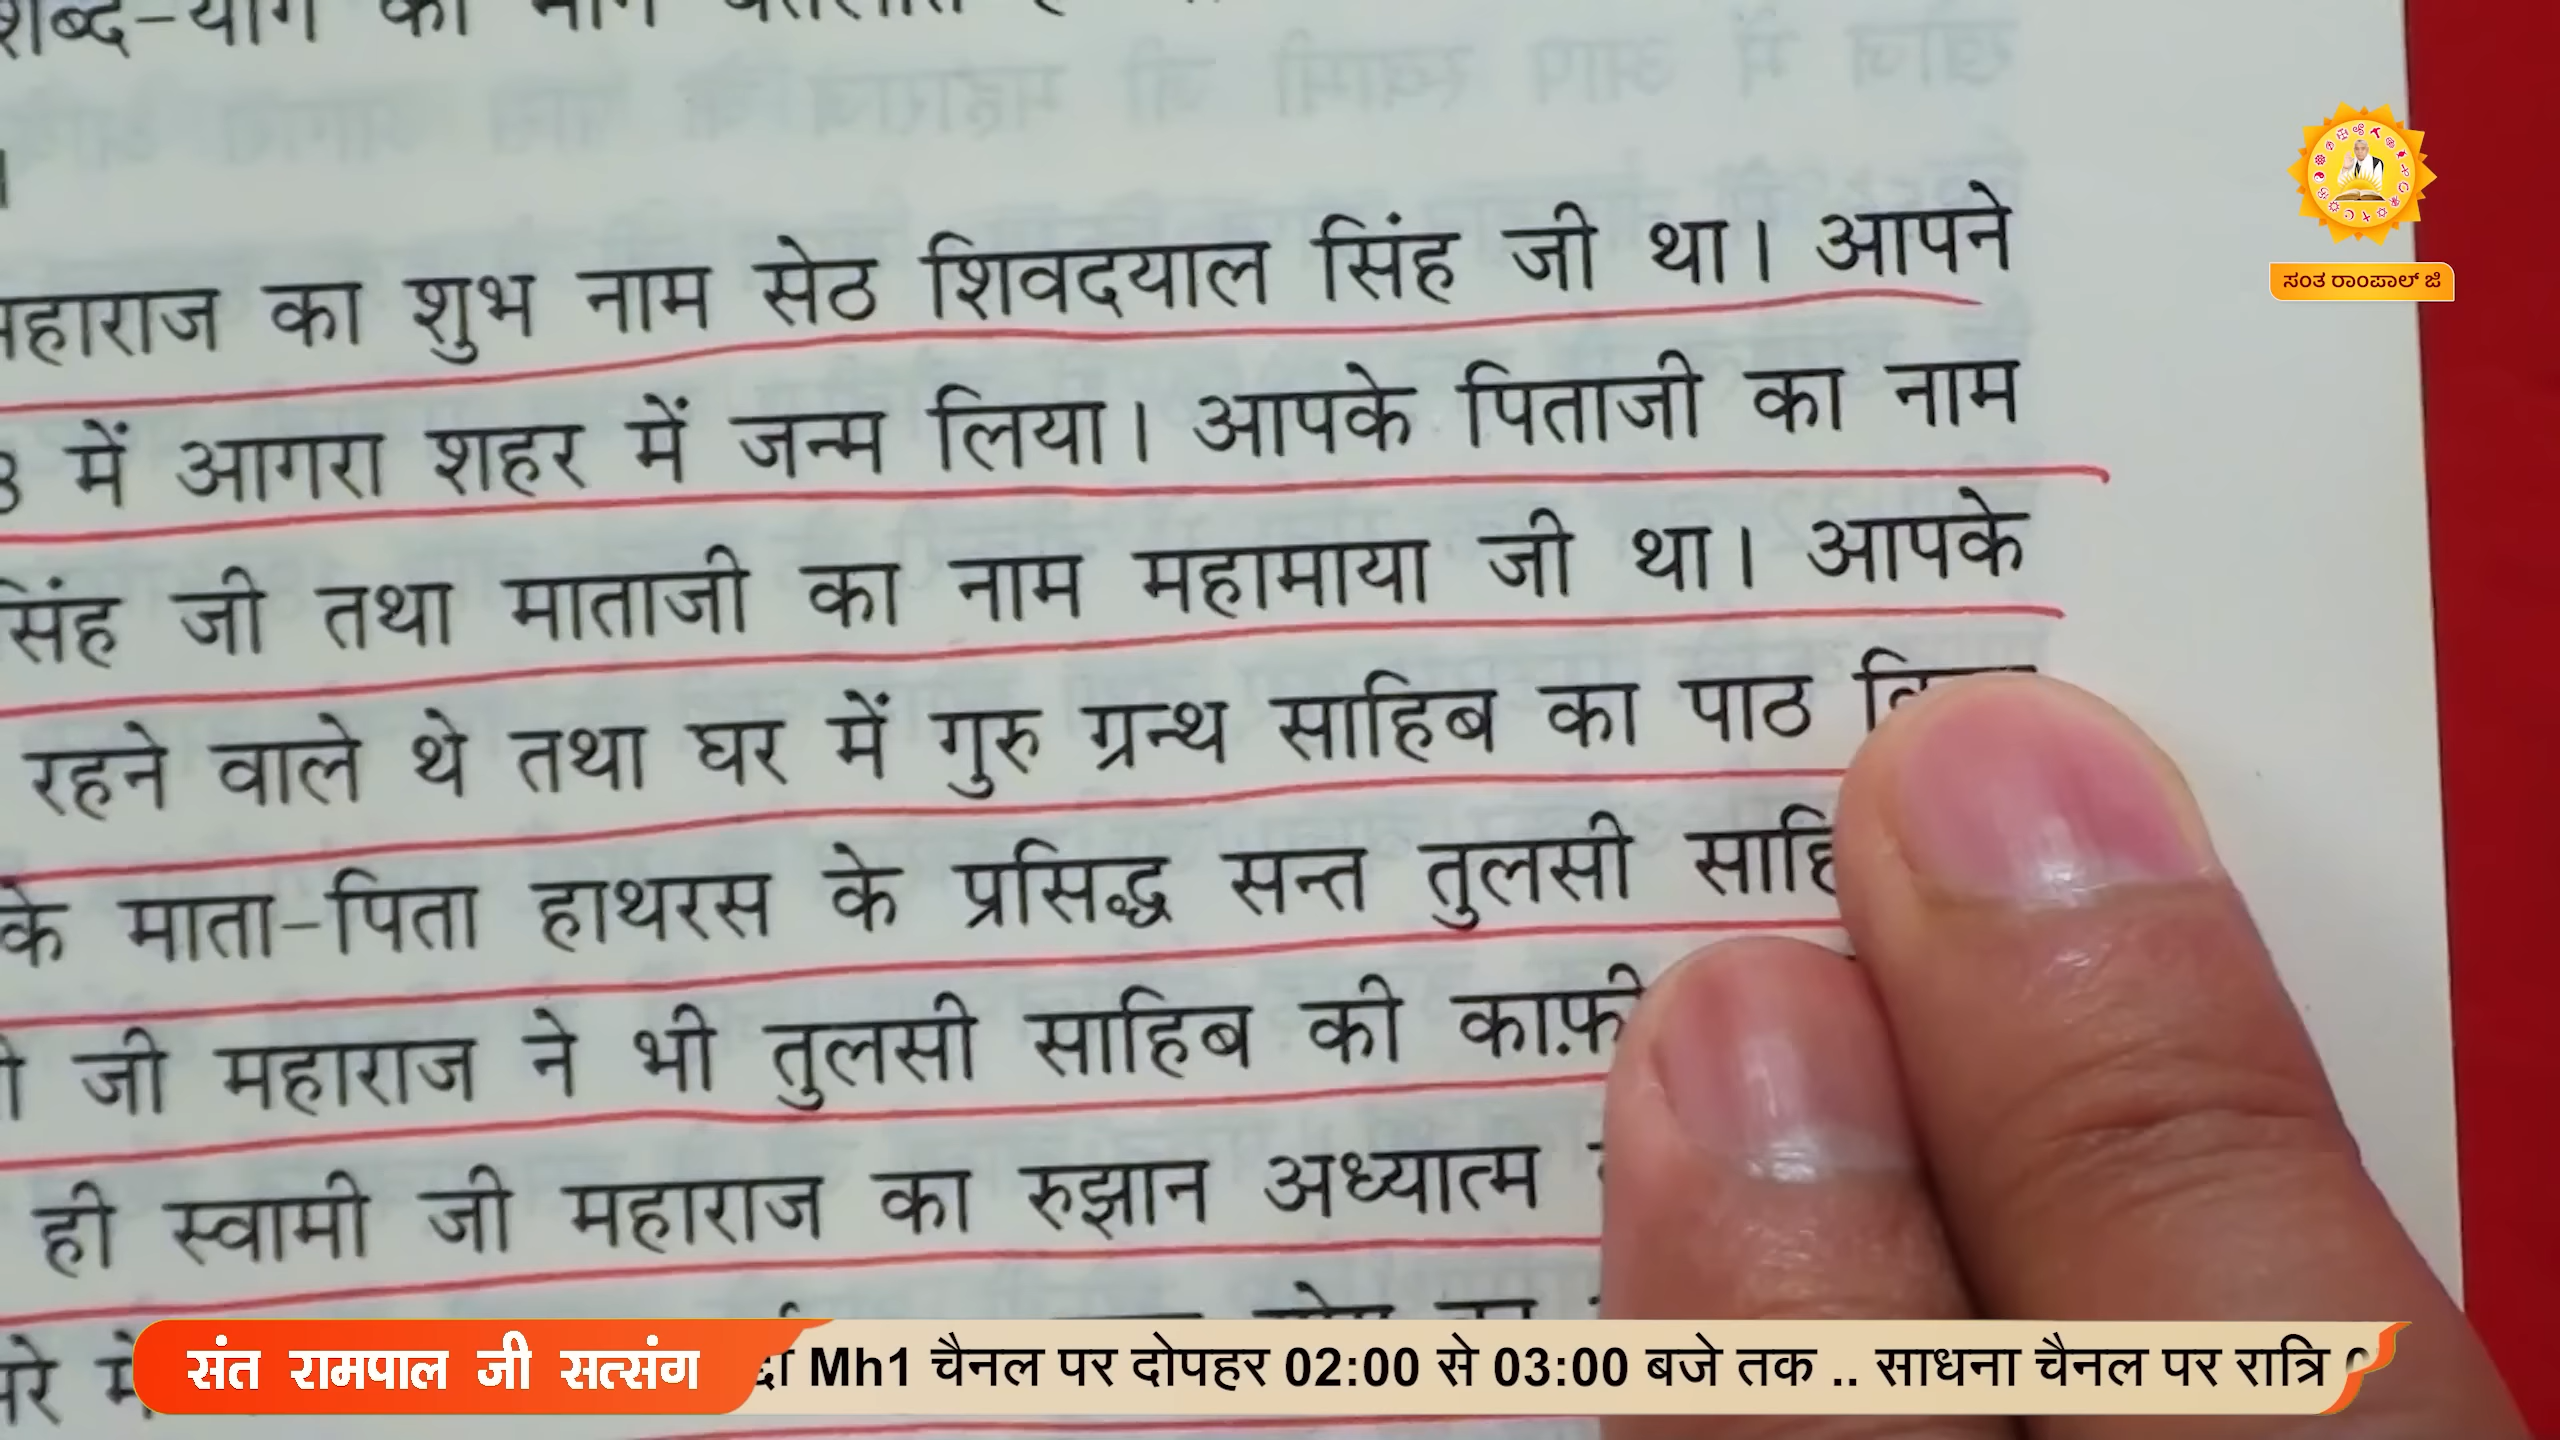 शब्द-योग का मार्ग
महाराज का शुभ नाम सेठ शिवदयाल सिंह जी था। आपने
में आगरा शहर में जन्म लिया। आपके पिताजी का नाम
सिंह जी तथा माताजी का नाम महामाया जी था। आपके
रहने वाले थे तथा घर में गुरु ग्रन्थ साहिब का पाठ
के माता-पिता हाथरस के प्रसिद्ध सन्त तुलसी साहि
जी महाराज ने भी तुलसी साहिब की काफ़ी
ही स्वामी जी महाराज का रुझान अध्यात्म
ಸಂತ ರಾಂಪಾಲ್ ಜಿ
संत रामपाल जी सत्संग
Mh1 चैनल पर दोपहर 02:00 से 03:00 बजे तक .. साधना चैनल पर रात्रि